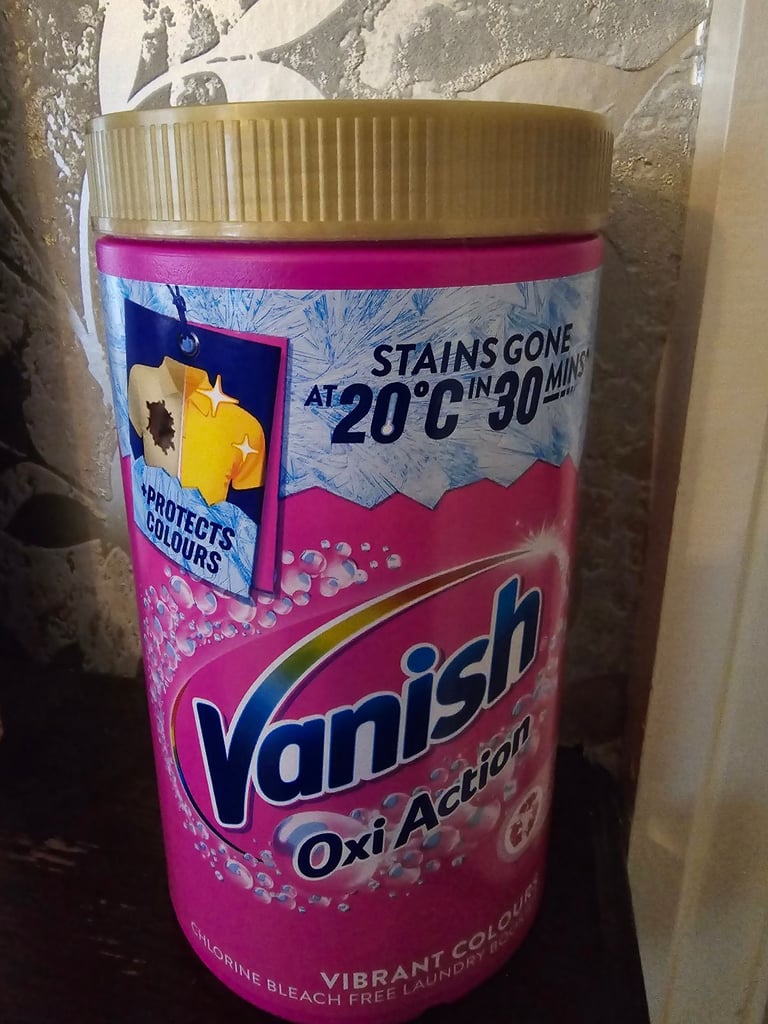 STAINS GONE
AT 20°C IN 30 MINS*
+PROTECTS
COLOURS
Vanish
Oxi Action
VIBRANT COLOURS
CHLORINE BLEACH FREE LAUNDRY